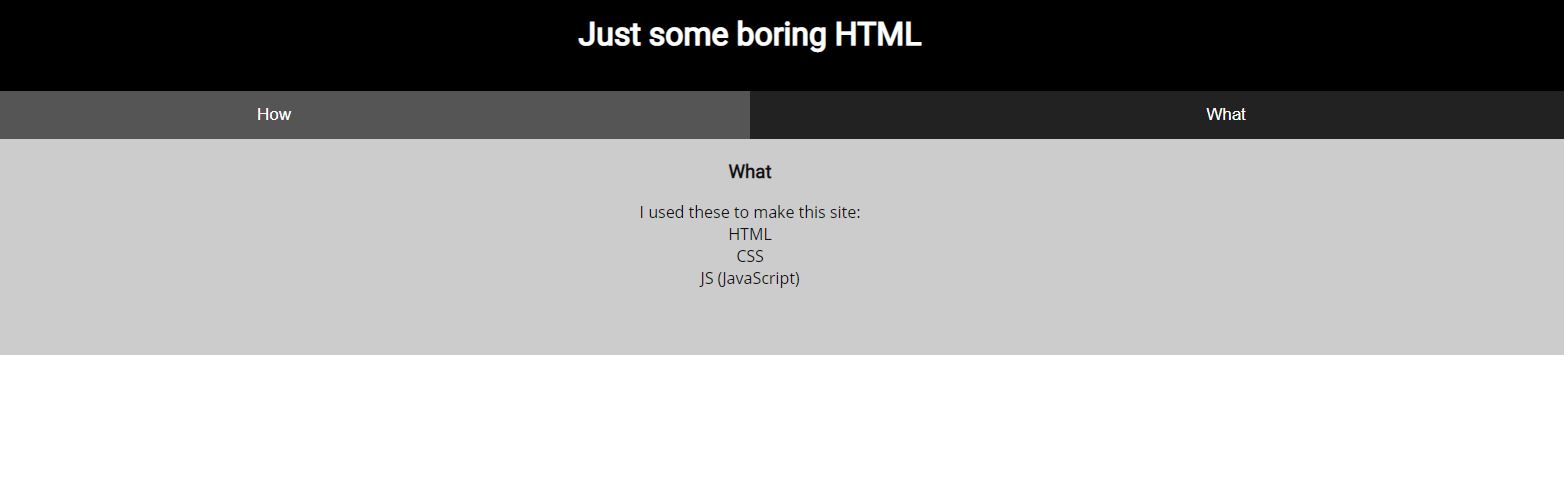 Just some boring HTML
How What
What
I used these to make this site:
HTML
CSS
JS (JavaScript)